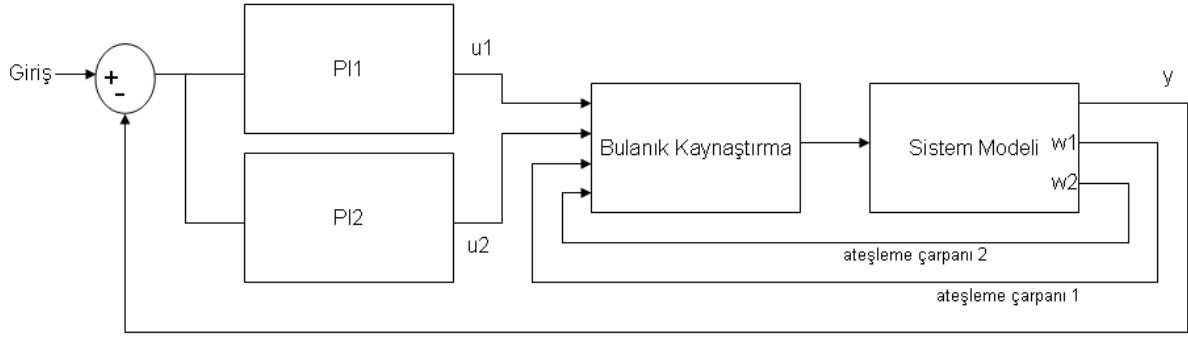 Giriş
+
-
PI1
u1
PI2
u2
Bulanık Kaynaştırma
Sistem Modeli
y
w1
w2
ateşleme çarpanı 2
ateşleme çarpanı 1